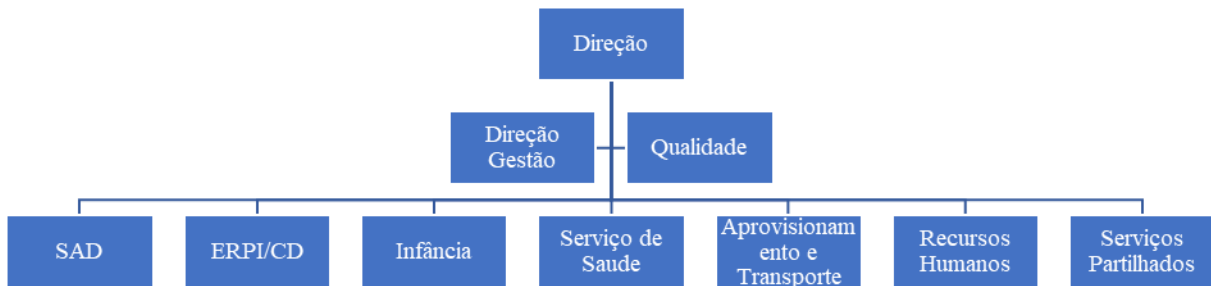 Direção
Direção
Gestão
Qualidade
SAD
ERPI/CD
Infância
Serviço de
Saude
Aprovisionam
ento e
Transporte
Recursos
Humanos
Serviços
Partilhados